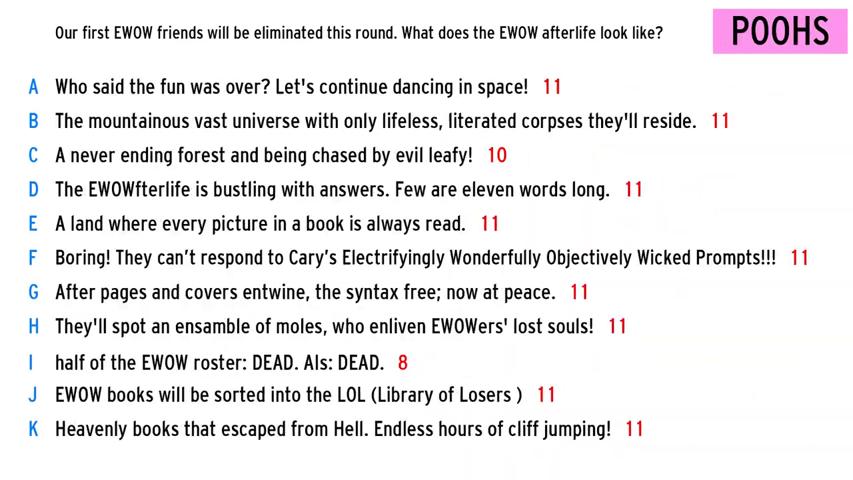 Our first EWOW friends will be eliminated this round. What does the EWOW afterlife look like?
POOHS
A Who said the fun was over? Let's continue dancing in space! 11
B The mountainous vast universe with only lifeless, literated corpses they'll reside. 11
C A never ending forest and being chased by evil leafy! 10
D The EWOWfterlife is bustling with answers. Few are eleven words long. 11
E A land where every picture in a book is always read. 11
F Boring! They can't respond to Cary's Electrifyingly Wonderfully Objectively Wicked Prompts!!! 11
G After pages and covers entwine, the syntax free; now at peace. 11
H They'll spot an ensamble of moles, who enliven EWOWers' lost souls! 11
I half of the EWOW roster: DEAD. AIs: DEAD. 8
J EWOW books will be sorted into the LOL (Library of Losers ) 11
K Heavenly books that escaped from Hell. Endless hours of cliff jumping! 11